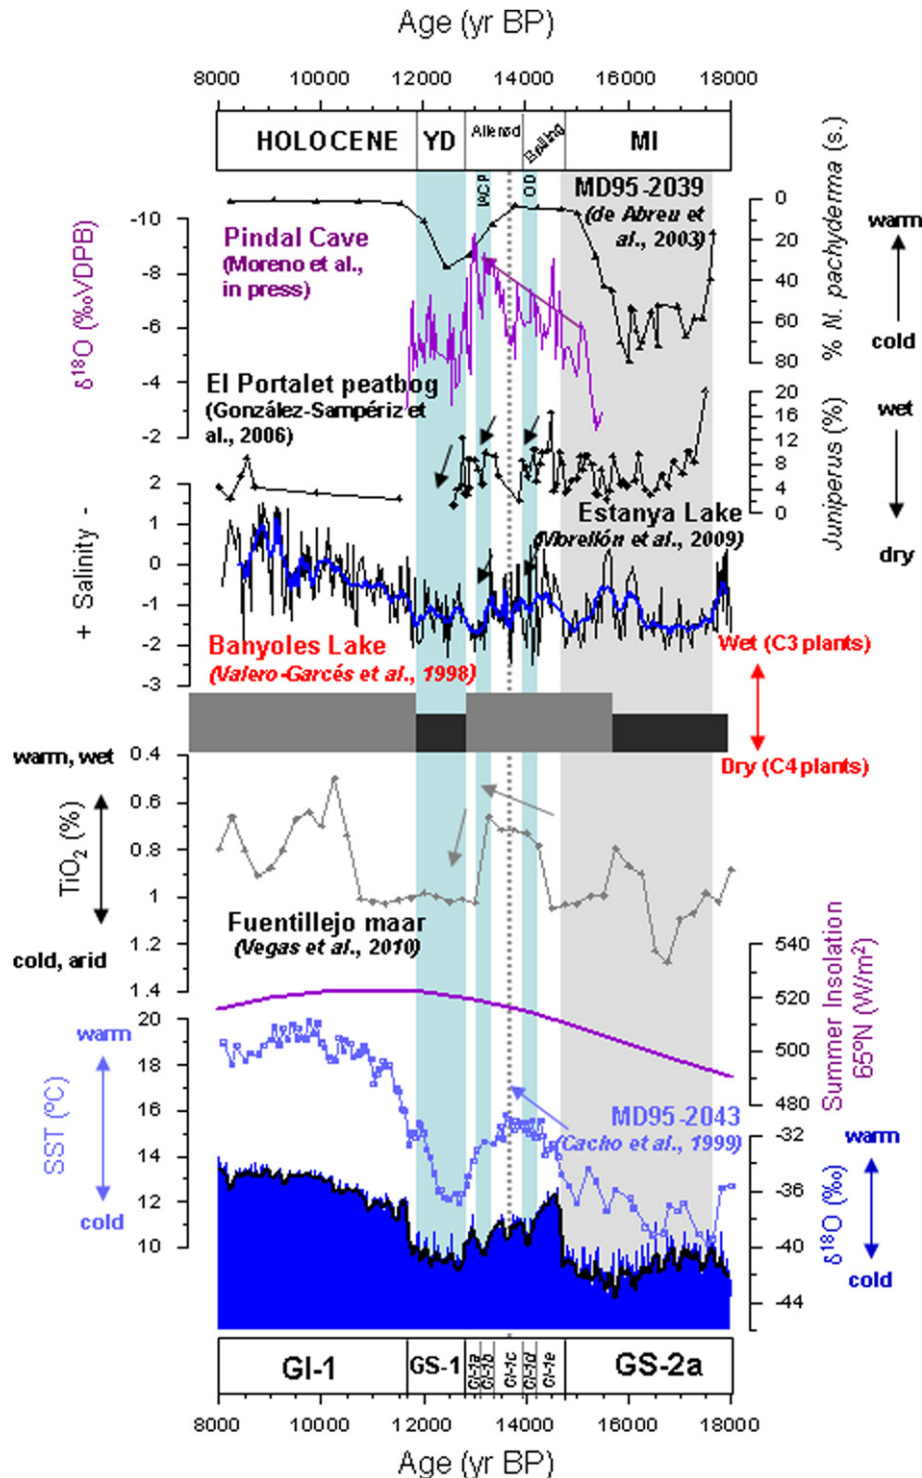 Age (yr BP)
8000 10000 12000 14000 16000 18000
HOLOCENE YD Allerød Bølling MI
IACP OD
MD95-2039
(de Abreu et
al., 2003)
0
20
40
60
80
% N. pachyderma (s.)
warm
cold
-10
-8
-6
-4
-2
δ18O (‰VDPB)
Pindal Cave
(Moreno et al.,
in press)
El Portalet peatbog
(González-Sampériz et
al., 2006)
20
16
12
8
4
0
Juniperus (%)
wet
dry
2
1
0
-1
-2
-3
+ Salinity -
Estanya Lake
(Morellón et al., 2009)
Banyoles Lake
(Valero-Garcés et al., 1998)
Wet (C3 plants)
Dry (C4 plants)
warm, wet
cold, arid
TiO2 (%)
0.4
0.6
0.8
1
1.2
1.4
Fuentillejo maar
(Vegas et al., 2010)
540
520
500
480
Summer Insolation
65ºN (W/m2)
warm
cold
SST (ºC)
20
18
16
14
12
10
MD95-2043
(Cacho et al., 1999)
-32
-36
-40
-44
δ18O (‰)
warm
cold
GI-1 GS-1 GI-1a GI-1b GI-1c GI-1d GI-1e GS-2a
8000 10000 12000 14000 16000 18000
Age (yr BP)